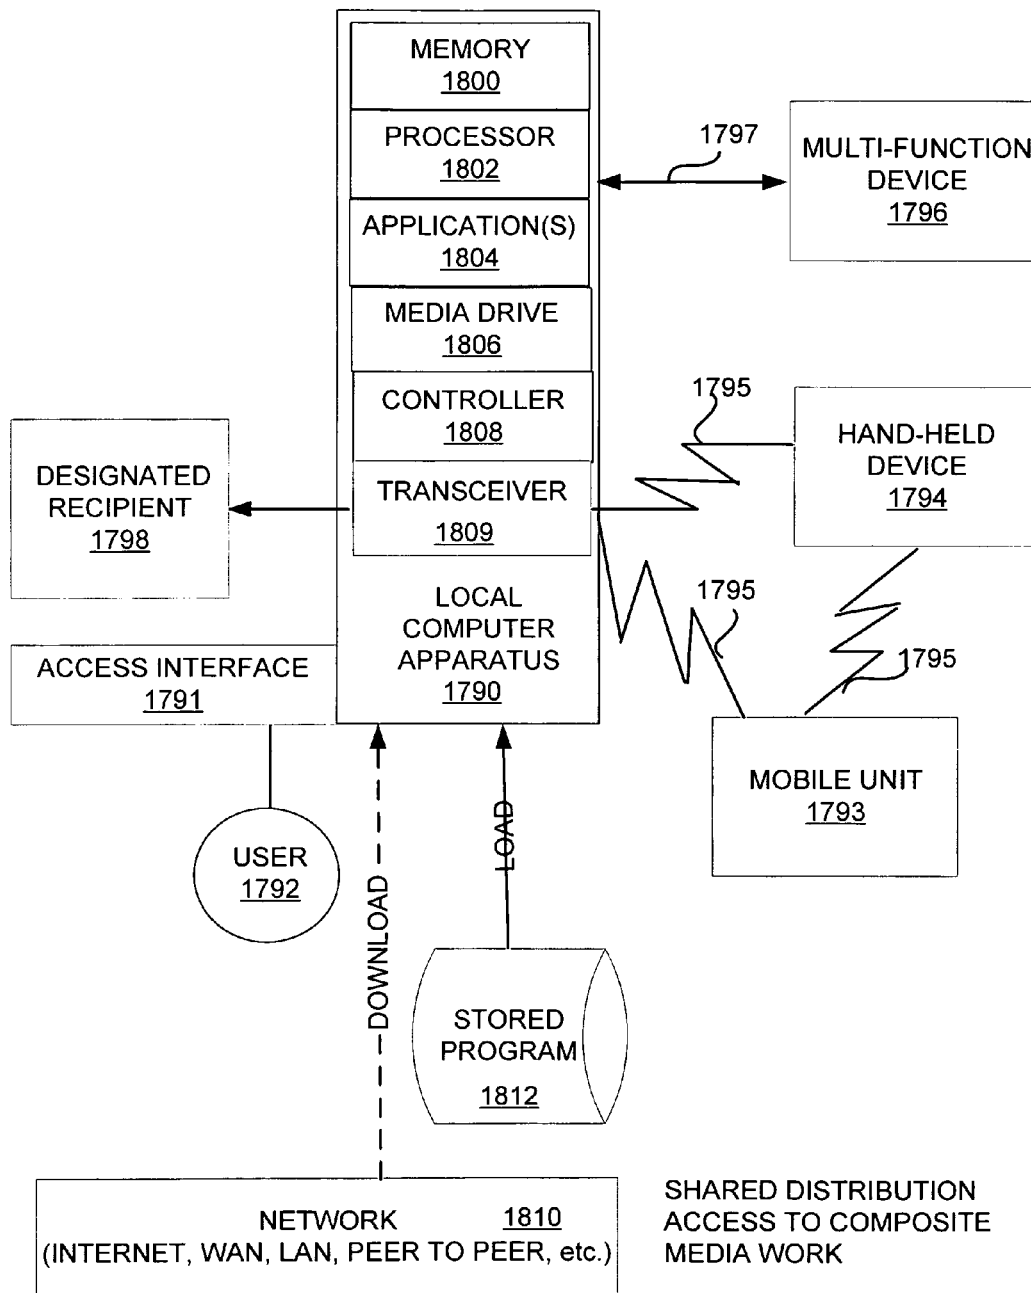 MEMORY
1800
PROCESSOR
1802
APPLICATION(S)
1804
MEDIA DRIVE
1806
CONTROLLER
1808
TRANSCEIVER
1809
LOCAL
COMPUTER
APPARATUS
1790
1797
MULTI-FUNCTION
DEVICE
1796
1795
HAND-HELD
DEVICE
1794
DESIGNATED
RECIPIENT
1798
1795
1795
ACCESS INTERFACE
1791
MOBILE UNIT
1793
USER
1792
LOAD
DOWNLOAD
STORED
PROGRAM
1812
NETWORK
1810
(INTERNET, WAN, LAN, PEER TO PEER, etc.)
SHARED DISTRIBUTION
ACCESS TO COMPOSITE
MEDIA WORK